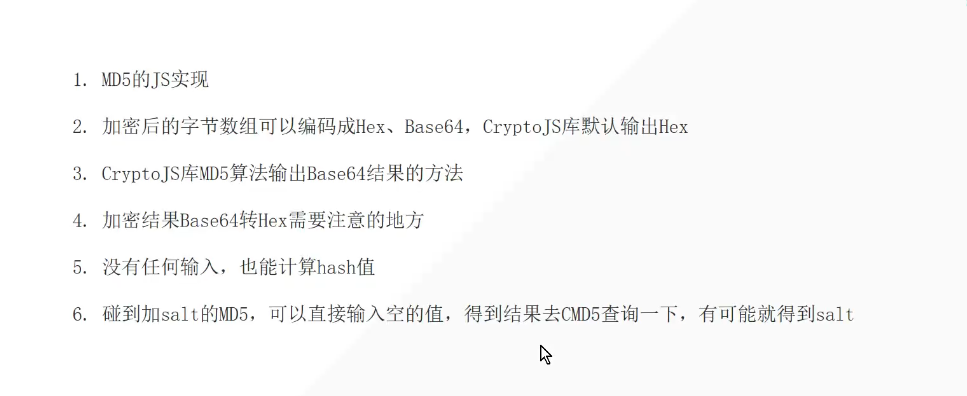 1. MD5的JS实现
2. 加密后的字节数组可以编码成Hex、Base64，CryptoJS库默认输出Hex
3. CryptoJS库MD5算法输出Base64结果的方法
4. 加密结果Base64转Hex需要注意的地方
5. 没有任何输入，也能计算hash值
6. 碰到加salt的MD5，可以直接输入空的值，得到结果去CMD5查询一下，有可能就得到salt